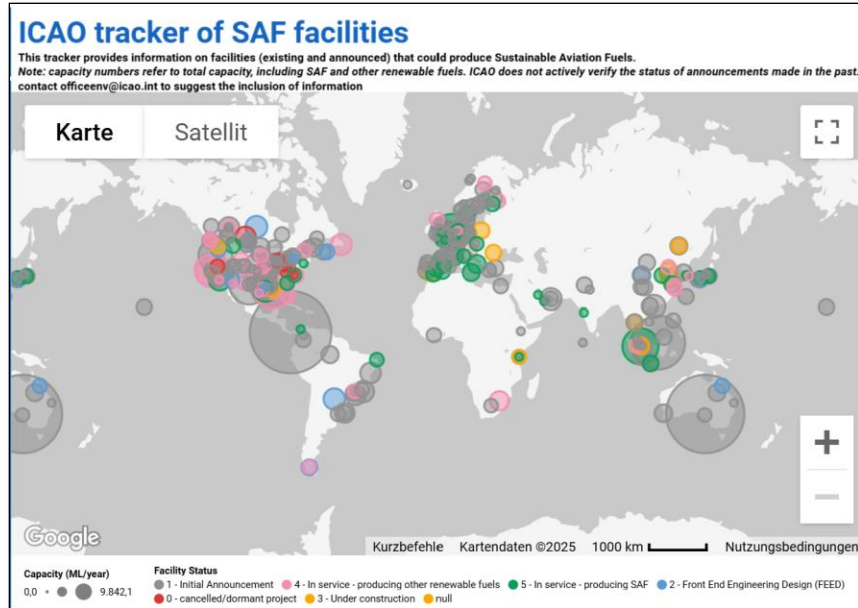 ICAO tracker of SAF facilities
This tracker provides information on facilities (existing and announced) that could produce Sustainable Aviation Fuels.
Note: capacity numbers refer to total capacity, including SAF and other renewable fuels. ICAO does not actively verify the status of announcements made in the past.
contact officeenv@icao.int to suggest the inclusion of information
Karte Satellit
+
−
Google
Kurzbefehle Kartendaten ©2025 1000 km Nutzungsbedingungen
Capacity (ML/year)
0,0 9.842,1
Facility Status
1 - Initial Announcement 4 - In service - producing other renewable fuels 5 - In service - producing SAF 2 - Front End Engineering Design (FEED)
0 - cancelled/dormant project 3 - Under construction null